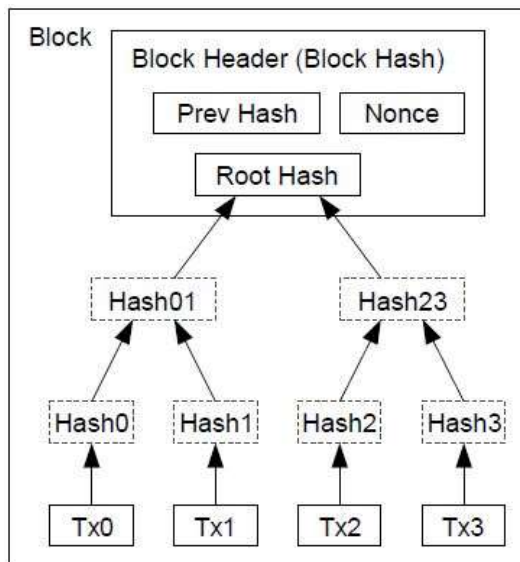 Block
Block Header (Block Hash)
Prev Hash
Nonce
Root Hash
Hash01
Hash23
Hash0
Hash1
Hash2
Hash3
Tx0
Tx1
Tx2
Tx3